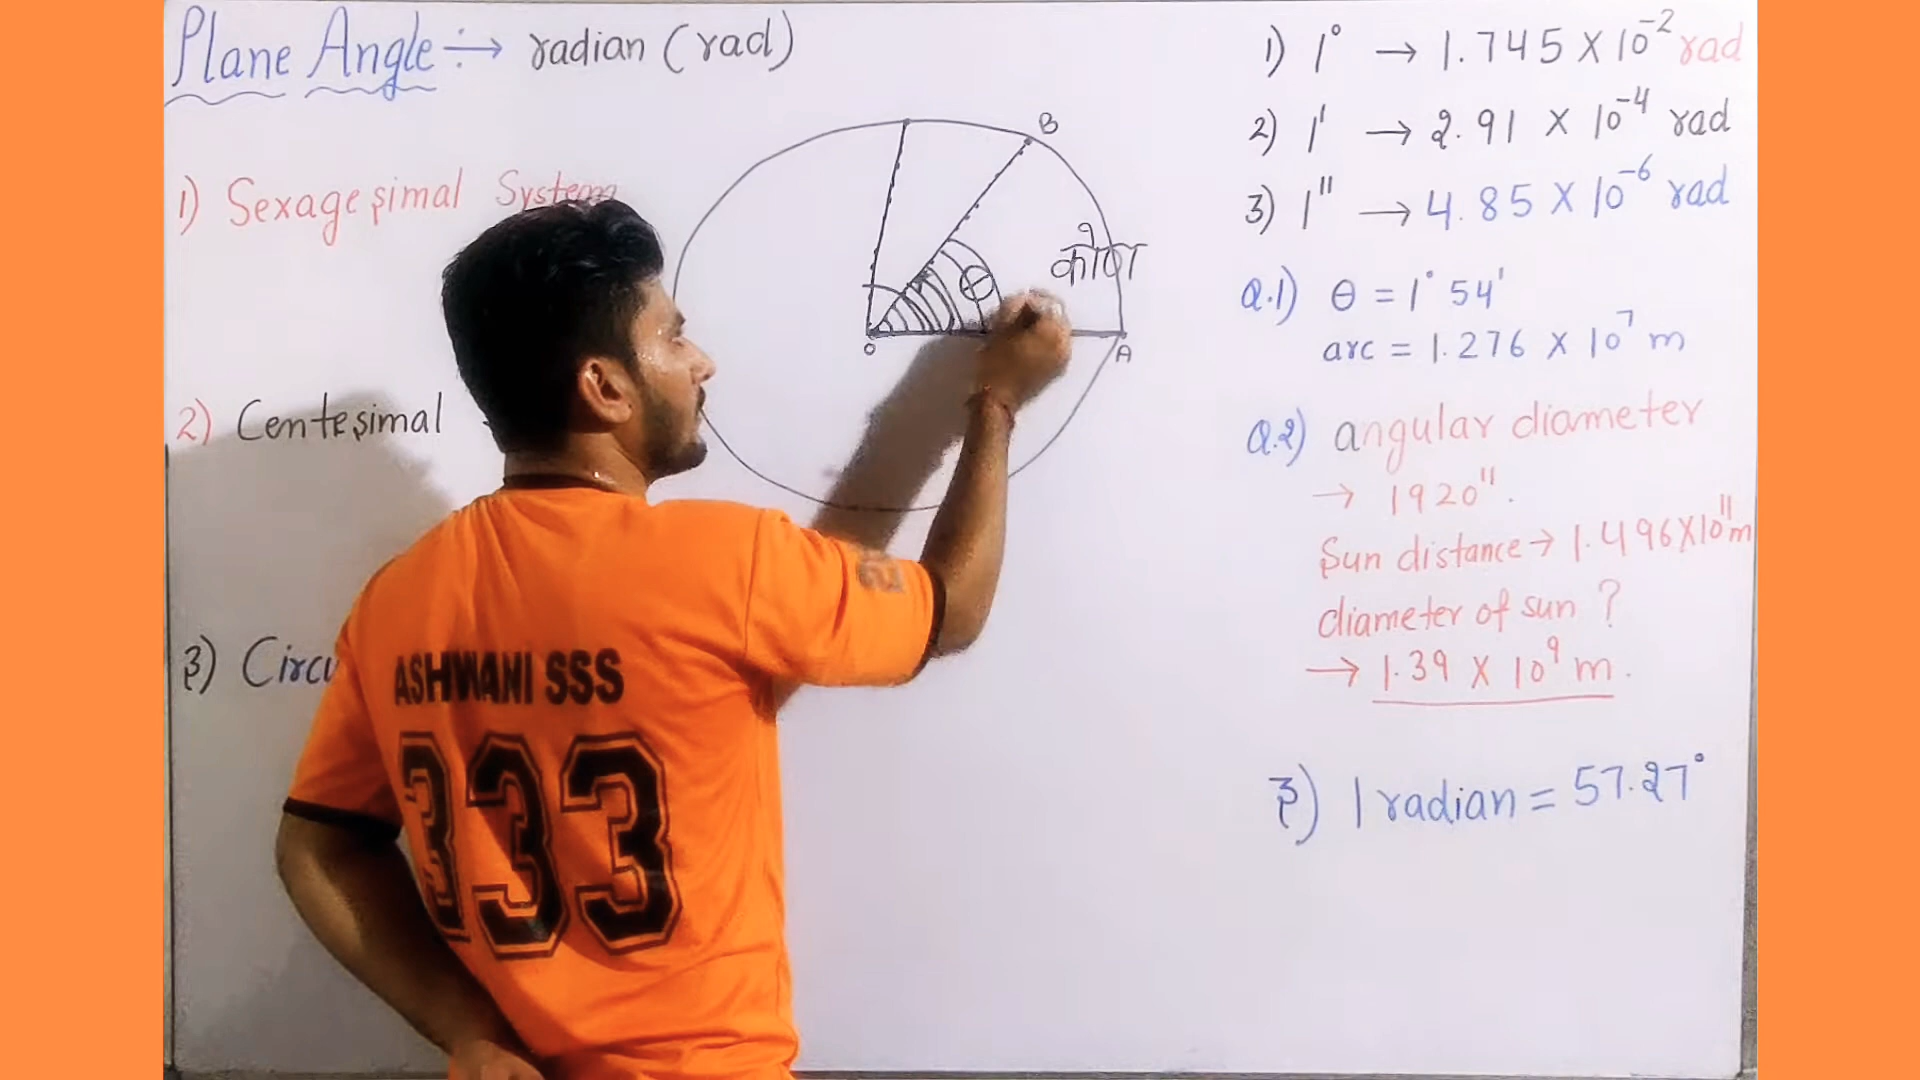 Plane Angle ÷→ radian (rad)
1) Sexagesimal System
2) Centesimal
3)
B
θ
कोण
O
A
1) 1° → 1.745 X 10⁻² rad
2) 1' → 2.91 X 10⁻⁴ rad
3) 1" → 4.85 X 10⁻⁶ rad
Q.1) θ = 1° 54'
arc = 1.276 X 10⁷ m
Q.2) angular diameter
→ 1920".
Sun distance → 1.496X10¹¹m
diameter of sun ?
→ 1.39 X 10⁹ m.
3) 1 radian = 57.27°
ASHWANI SSS
333